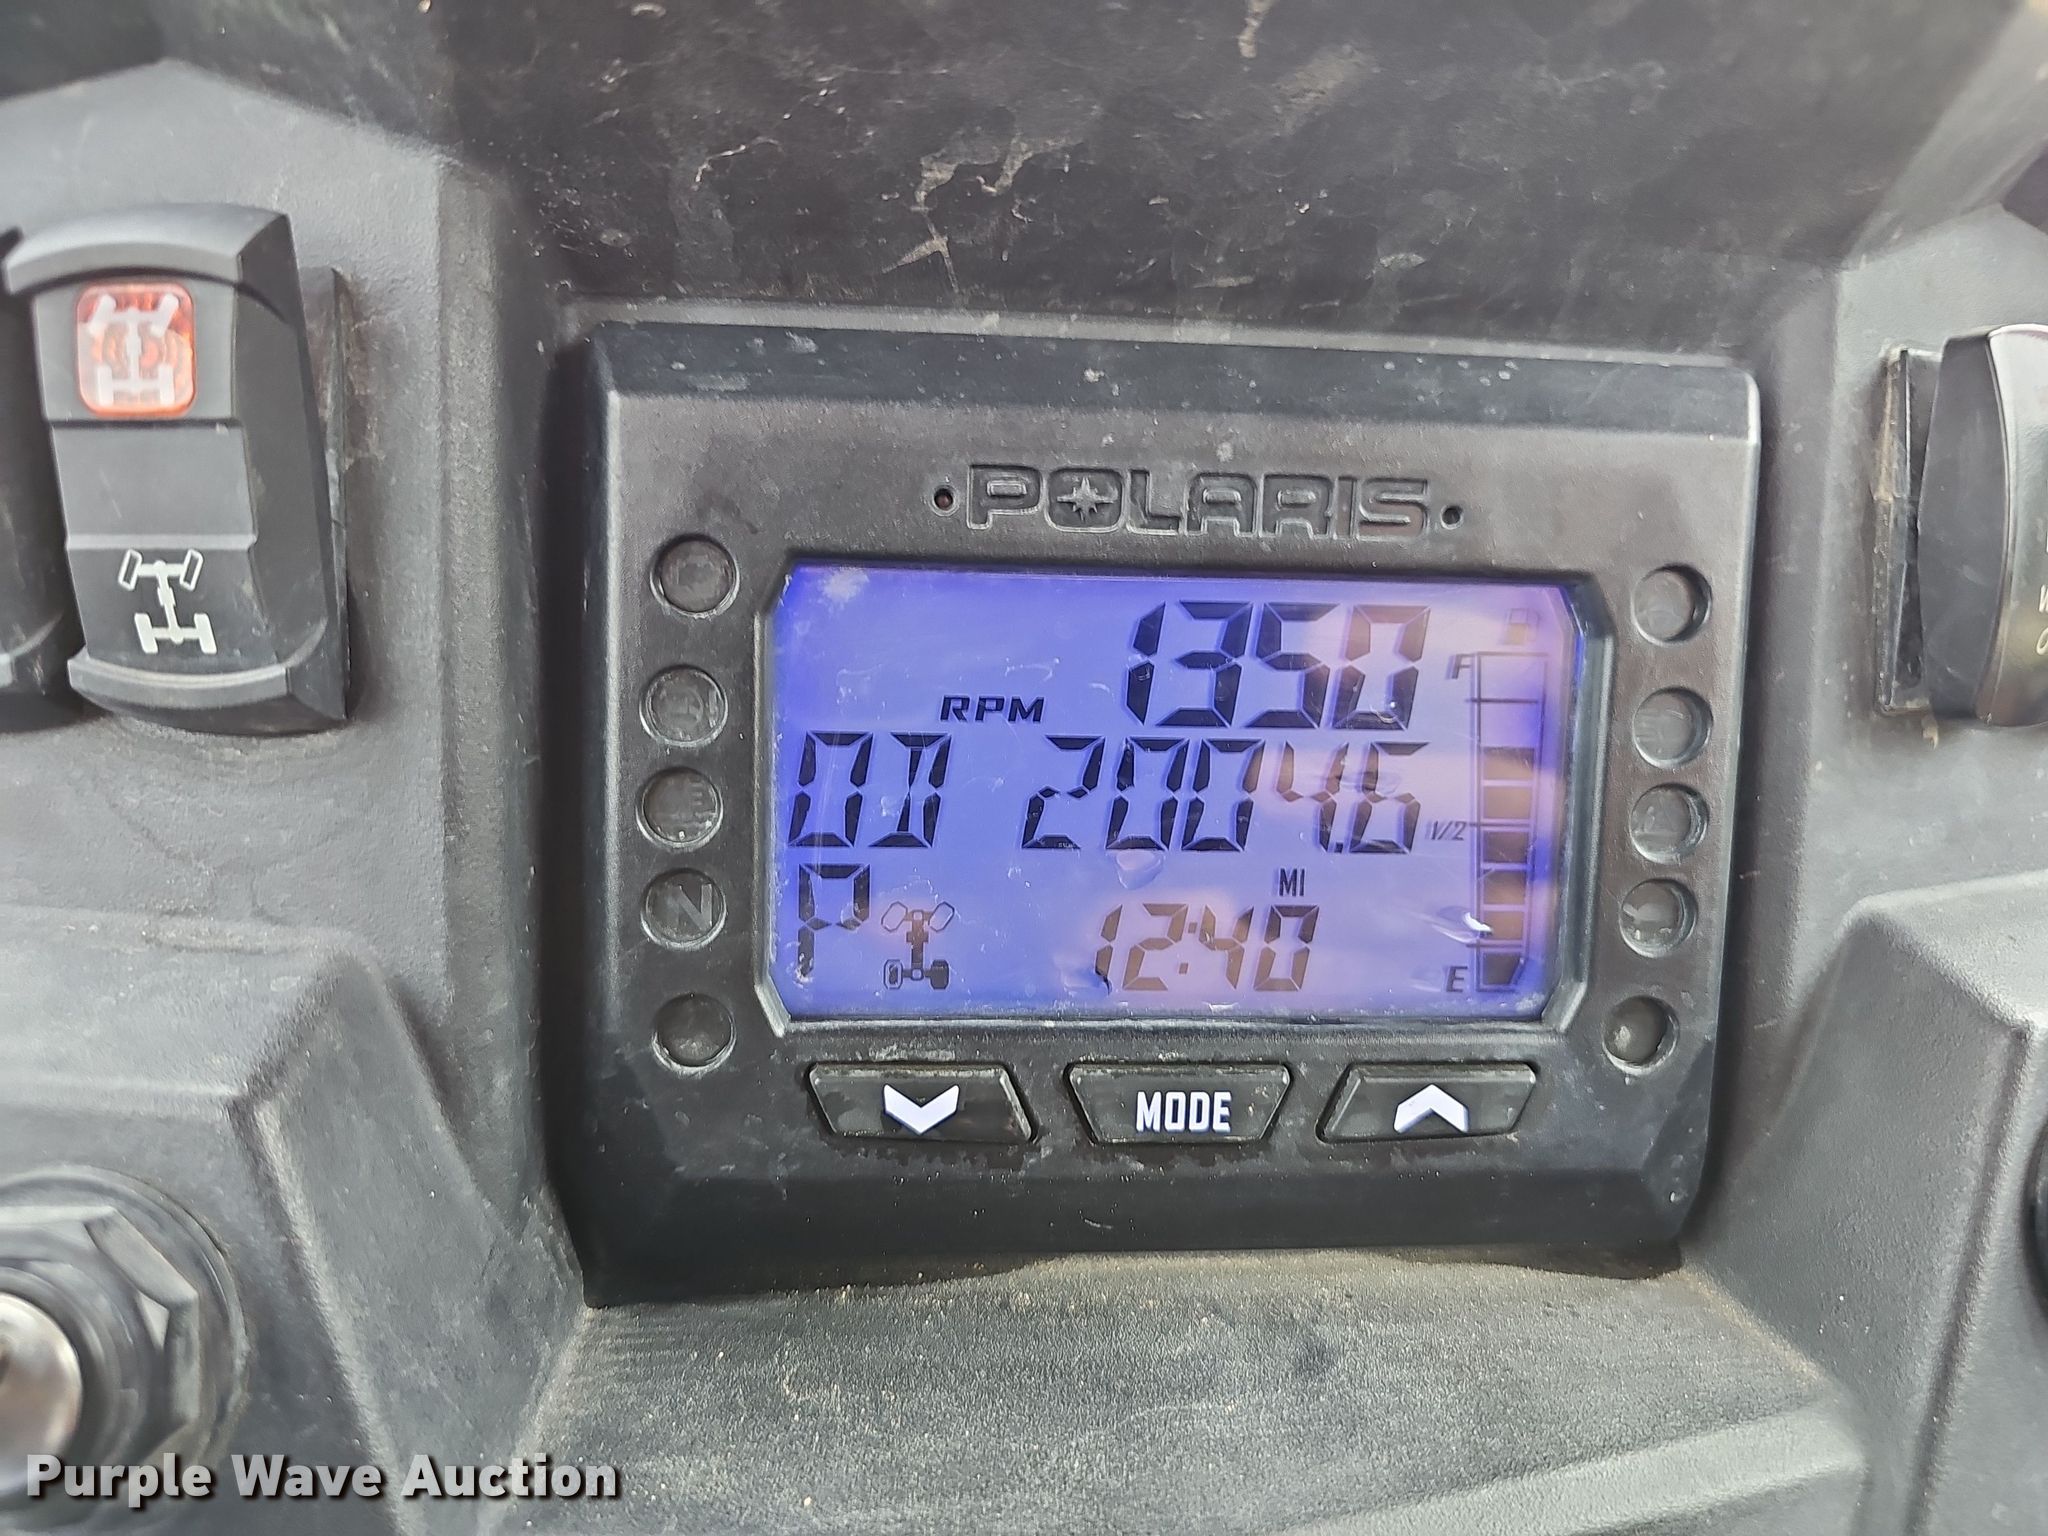 POLARIS
1350
RPM
F
OD 2004.6
1/2
MI
P 12:40
E
N
MODE
Purple Wave Auction